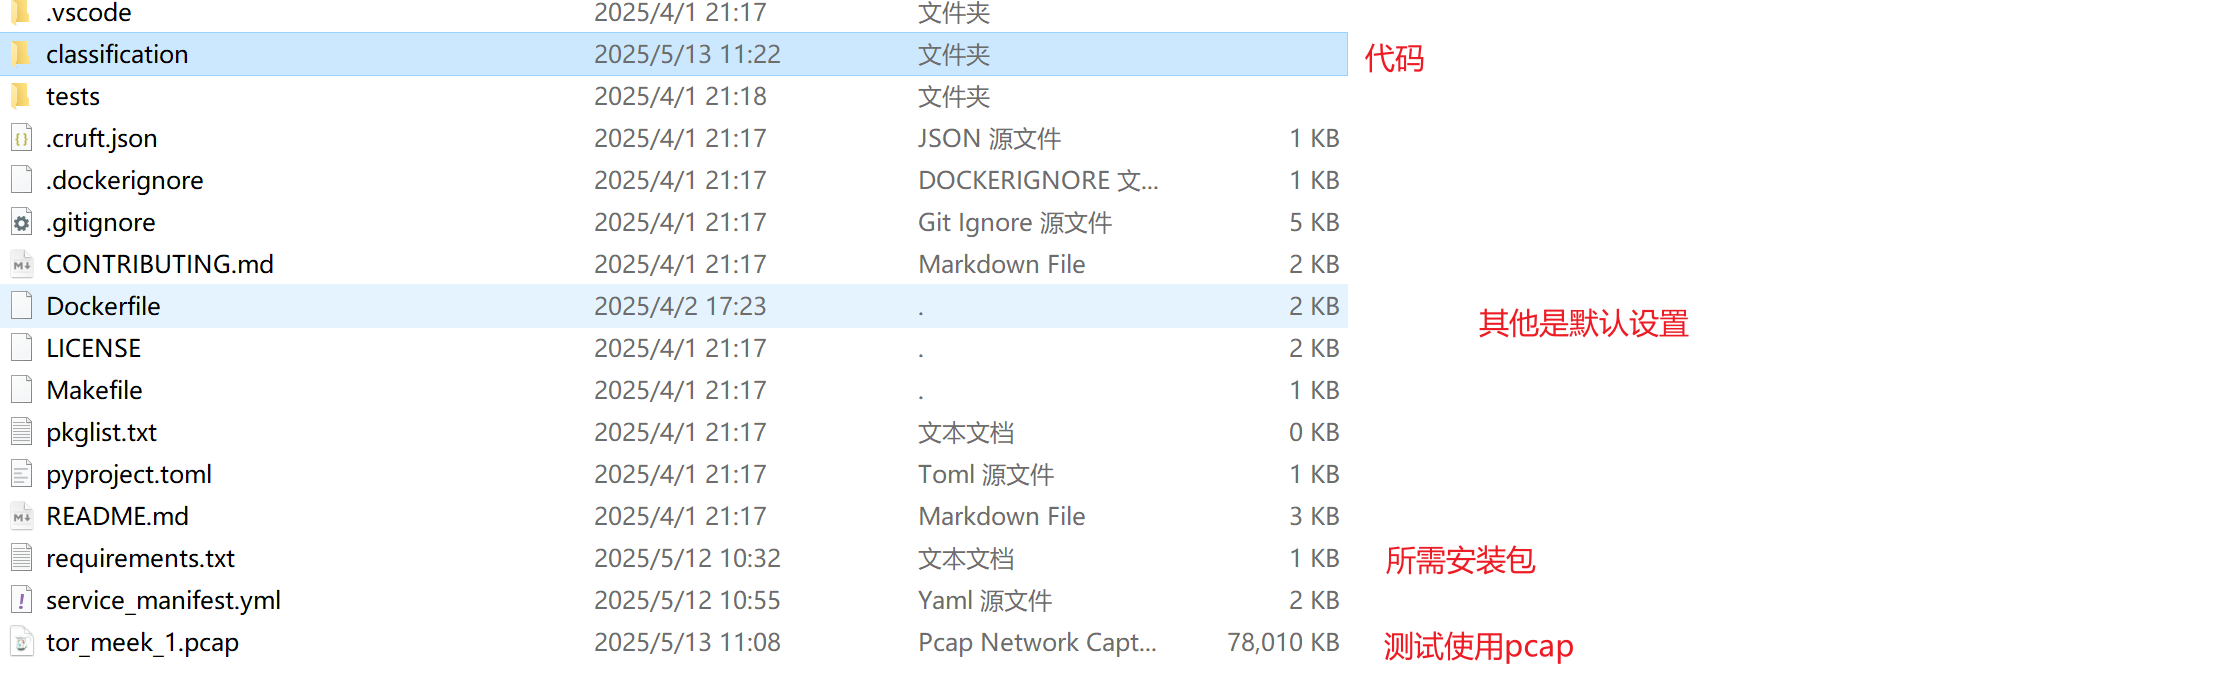 .vscode 2025/4/1 21:17 文件夹
classification 2025/5/13 11:22 文件夹 代码
tests 2025/4/1 21:18 文件夹
.cruft.json 2025/4/1 21:17 JSON 源文件 1 KB
.dockerignore 2025/4/1 21:17 DOCKERIGNORE 文... 1 KB
.gitignore 2025/4/1 21:17 Git Ignore 源文件 5 KB
CONTRIBUTING.md 2025/4/1 21:17 Markdown File 2 KB
Dockerfile 2025/4/2 17:23 . 2 KB 其他是默认设置
LICENSE 2025/4/1 21:17 . 2 KB
Makefile 2025/4/1 21:17 . 1 KB
pkglist.txt 2025/4/1 21:17 文本文档 0 KB
pyproject.toml 2025/4/1 21:17 Toml 源文件 1 KB
README.md 2025/4/1 21:17 Markdown File 3 KB
requirements.txt 2025/5/12 10:32 文本文档 1 KB 所需安装包
service_manifest.yml 2025/5/12 10:55 Yaml 源文件 2 KB
tor_meek_1.pcap 2025/5/13 11:08 Pcap Network Capt... 78,010 KB 测试使用pcap